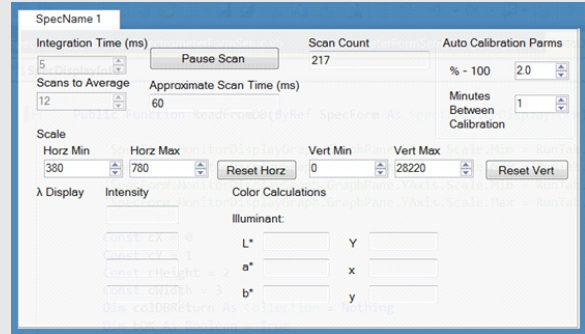 SpecName 1
Integration Time (ms)
Scan Count
Auto Calibration Parms
5
Pause Scan
217
% - 100
2.0
Scans to Average
Approximate Scan Time (ms)
12
60
Minutes
Between
Calibration
1
Public Function ReadFromDB(ByRef SpecForm As
Scale
Horz Min
Horz Max
Vert Min
Vert Max
380
780
Reset Horz
0
28220
Reset Vert
λ Display
Intensity
Color Calculations
Illuminant:
Const cX = 0
L*
Y
Const cY = 1
a*
x
Const cHeight = 2
Const cWidth = 3
b*
y
Dim colDBReturn As Collection = Nothing